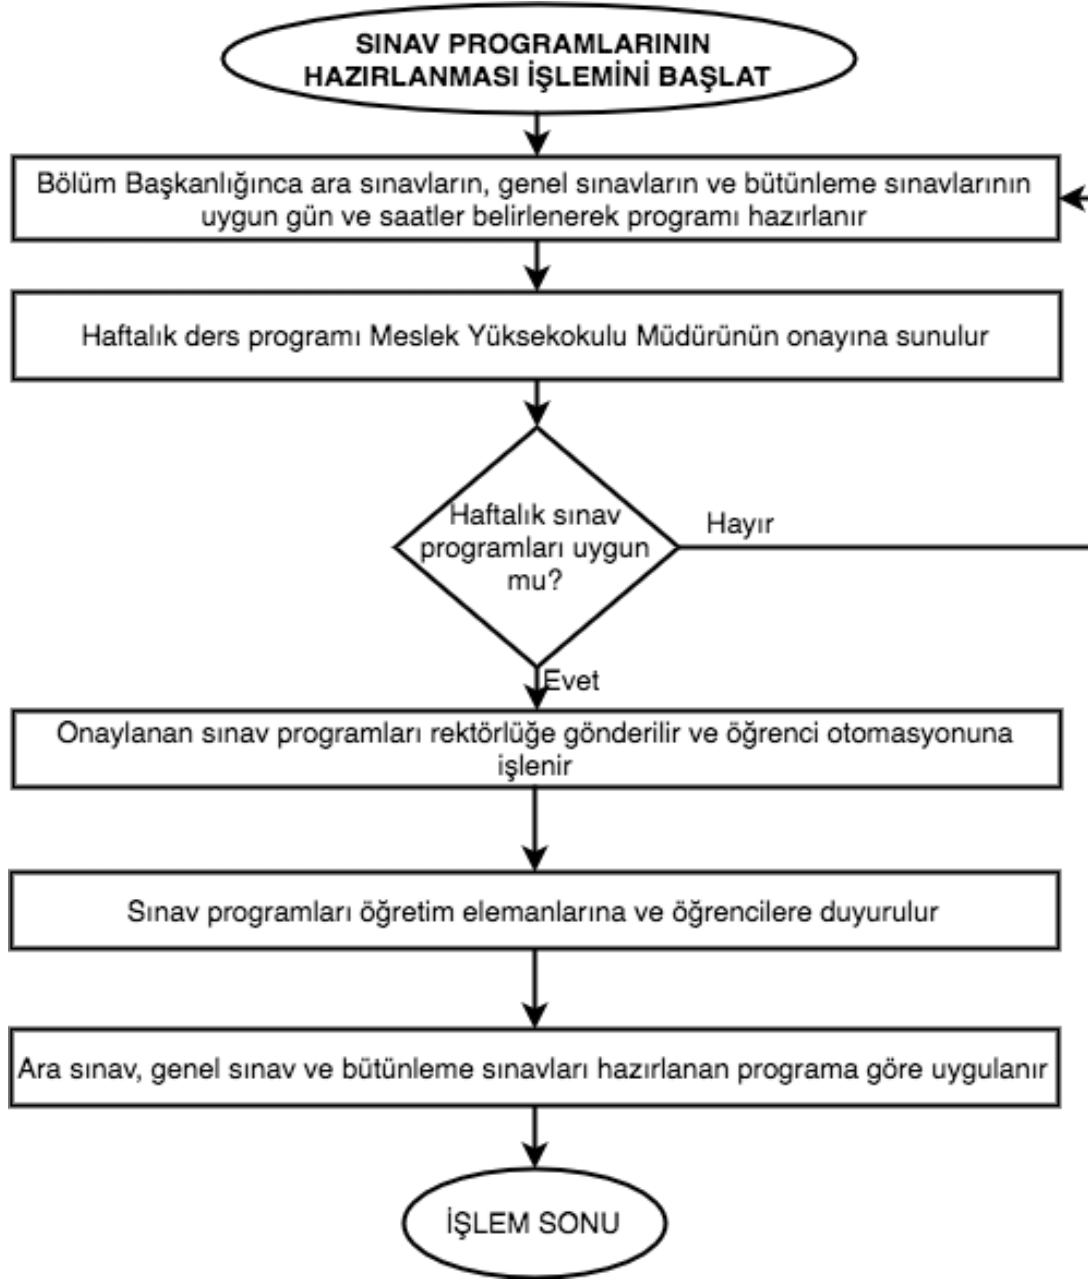 SINAV PROGRAMLARININ
HAZIRLANMASI İŞLEMİNİ BAŞLAT
Bölüm Başkanlığınca ara sınavların, genel sınavların ve bütünleme sınavlarının
uygun gün ve saatler belirlenerek programı hazırlanır
Haftalık ders programı Meslek Yüksekokulu Müdürünün onayına sunulur
Haftalık sınav
programları uygun
mu?
Hayır
Evet
Onaylanan sınav programları rektörlüğe gönderilir ve öğrenci otomasyonuna
işlenir
Sınav programları öğretim elemanlarına ve öğrencilere duyurulur
Ara sınav, genel sınav ve bütünleme sınavları hazırlanan programa göre uygulanır
İŞLEM SONU